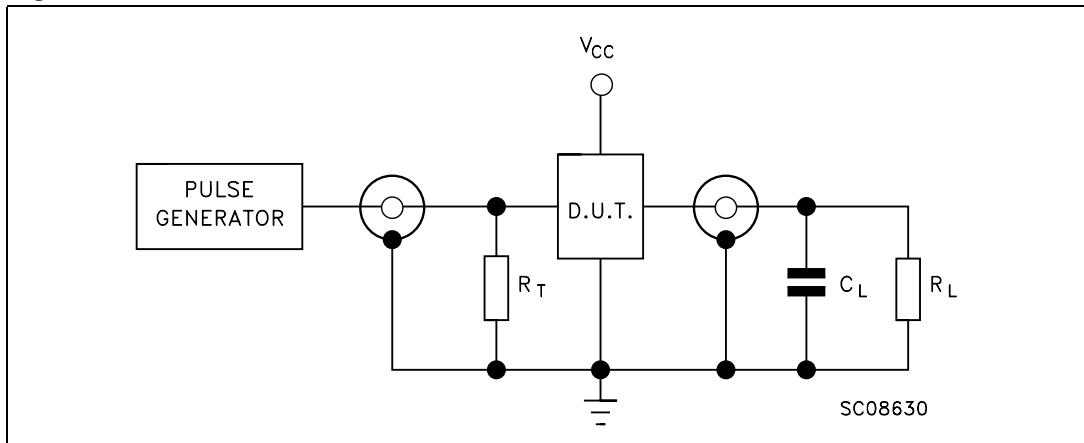 VCC
PULSE
GENERATOR
D.U.T.
RT
CL
RL
SC08630